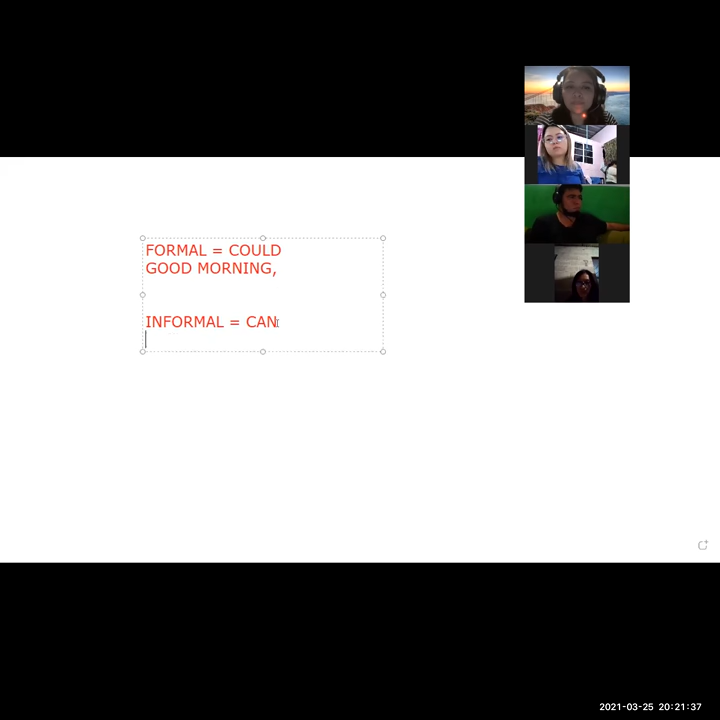 FORMAL = COULD
GOOD MORNING,
INFORMAL = CAN
2021-03-25 20:21:37